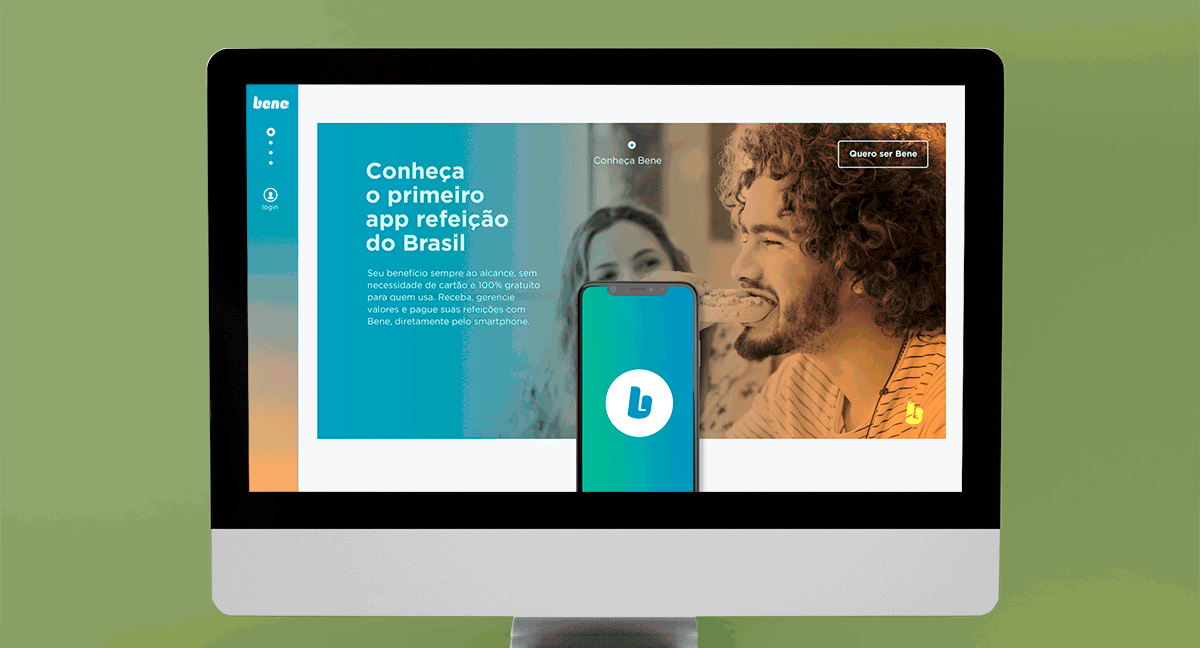 bene
login
Conheça
o primeiro
app refeição
do Brasil
Seu benefício sempre ao alcance, sem
necessidade de cartão e 100% gratuito
para quem usa. Receba, gerencie
valores e pague suas refeições com
Bene, diretamente pelo smartphone.
Conheça Bene
Quero ser Bene